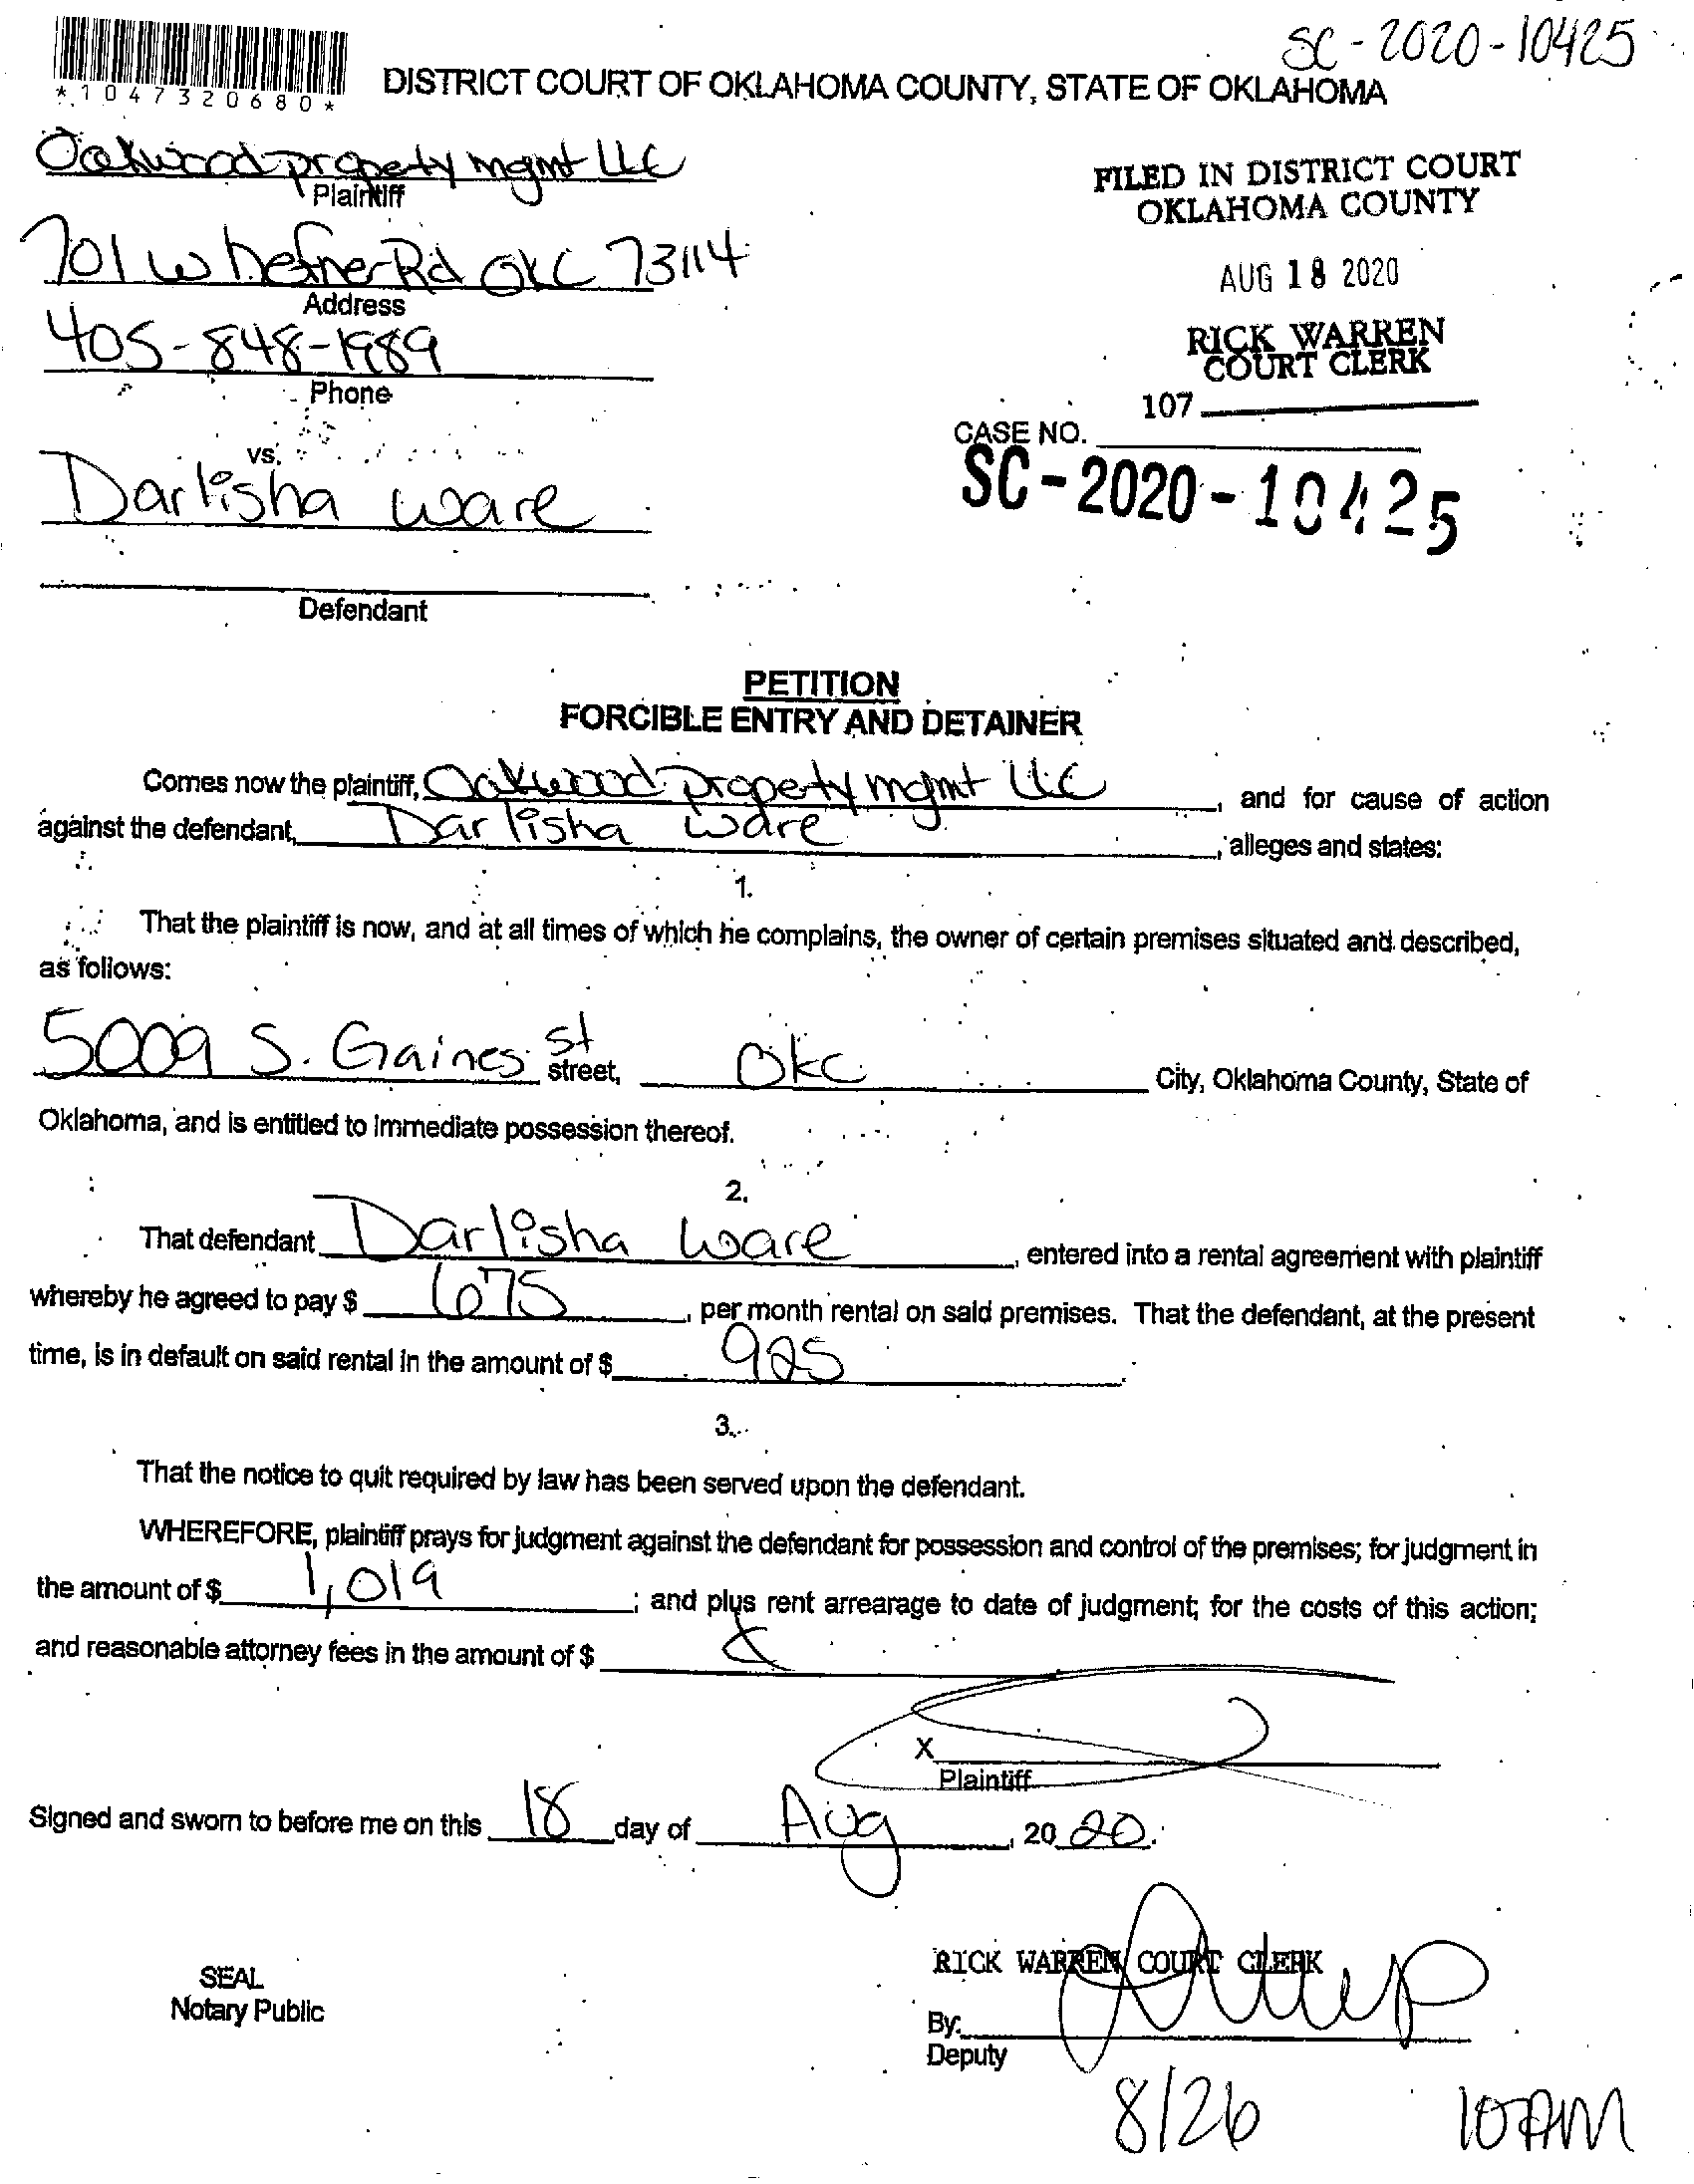 SC-2020-10425
*1047320680*
DISTRICT COURT OF OKLAHOMA COUNTY, STATE OF OKLAHOMA
Oakwood property mgmt LLC
Plaintiff
FILED IN DISTRICT COURT
OKLAHOMA COUNTY
701 W hefner Rd OKC 73114
Address
AUG 18 2020
405-848-1989
Phone
RICK WARREN
COURT CLERK
107
CASE NO.
SC-2020-10425
vs.
Darlisha Ware
Defendant
PETITION
FORCIBLE ENTRY AND DETAINER
Comes now the plaintiff, Oakwood property mgmt LLC, and for cause of action
against the defendant, Darlisha Ware, alleges and states:
1.
That the plaintiff is now, and at all times of which he complains, the owner of certain premises situated and described,
as follows:
5009 S. Gaines St street, Okc City, Oklahoma County, State of
Oklahoma, and is entitled to immediate possession thereof.
2.
That defendant Darlisha Ware, entered into a rental agreement with plaintiff
whereby he agreed to pay $ 675, per month rental on said premises. That the defendant, at the present
time, is in default on said rental in the amount of $ 925.
3.
That the notice to quit required by law has been served upon the defendant.
WHEREFORE, plaintiff prays for judgment against the defendant for possession and control of the premises; for judgment in
the amount of $ 1,019; and plus rent arrearage to date of judgment; for the costs of this action;
and reasonable attorney fees in the amount of $
X
Plaintiff
Signed and sworn to before me on this 18 day of Aug, 20 20.
SEAL
Notary Public
RICK WARREN COURT CLERK
By:
Deputy
8/26 10 AM